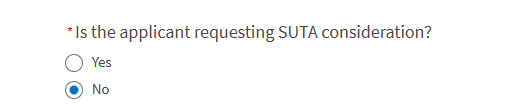 * Is the applicant requesting SUTA consideration?
Yes
No